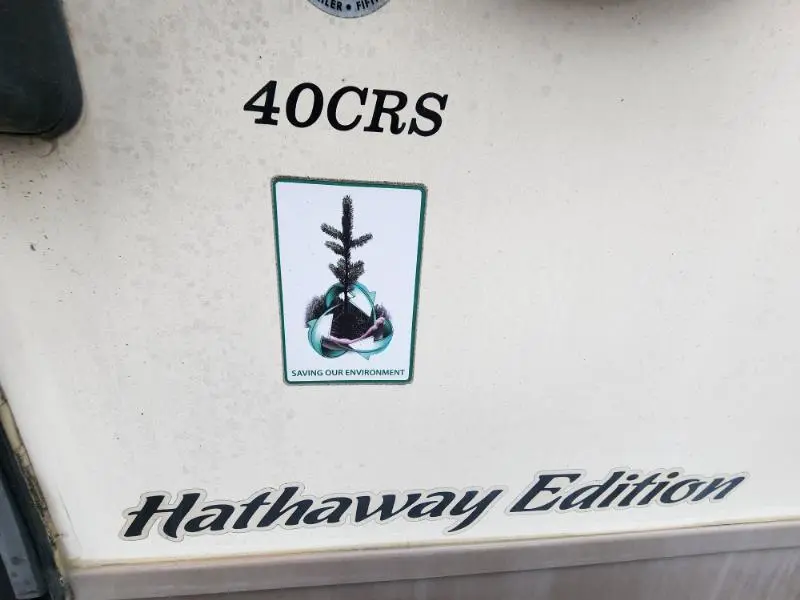 40CRS
SAVING OUR ENVIRONMENT
Hathaway Edition